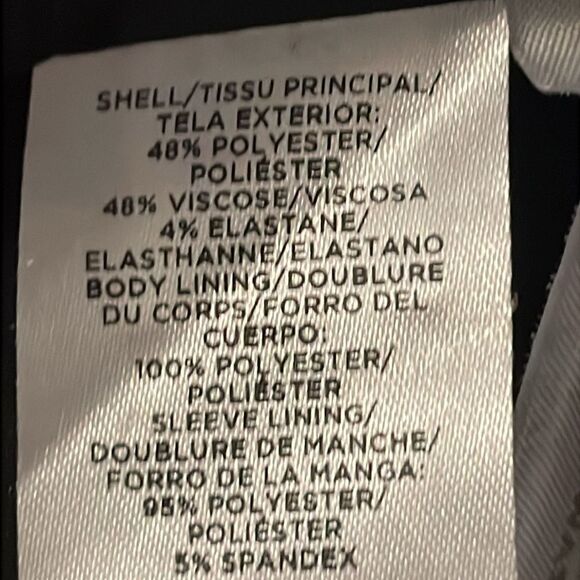 SHELL/TISSU PRINCIPAL/
TELA EXTERIOR:
48% POLYESTER/
POLIÉSTER
48% VISCOSE/VISCOSA
4% ELASTANE/
ELASTHANNE/ELASTANO
BODY LINING/DOUBLURE
DU CORPS/FORRO DEL
CUERPO:
100% POLYESTER/
POLIÉSTER
SLEEVE LINING/
DOUBLURE DE MANCHE/
FORRO DE LA MANGA:
95% POLYESTER/
POLIÉSTER
5% SPANDEX